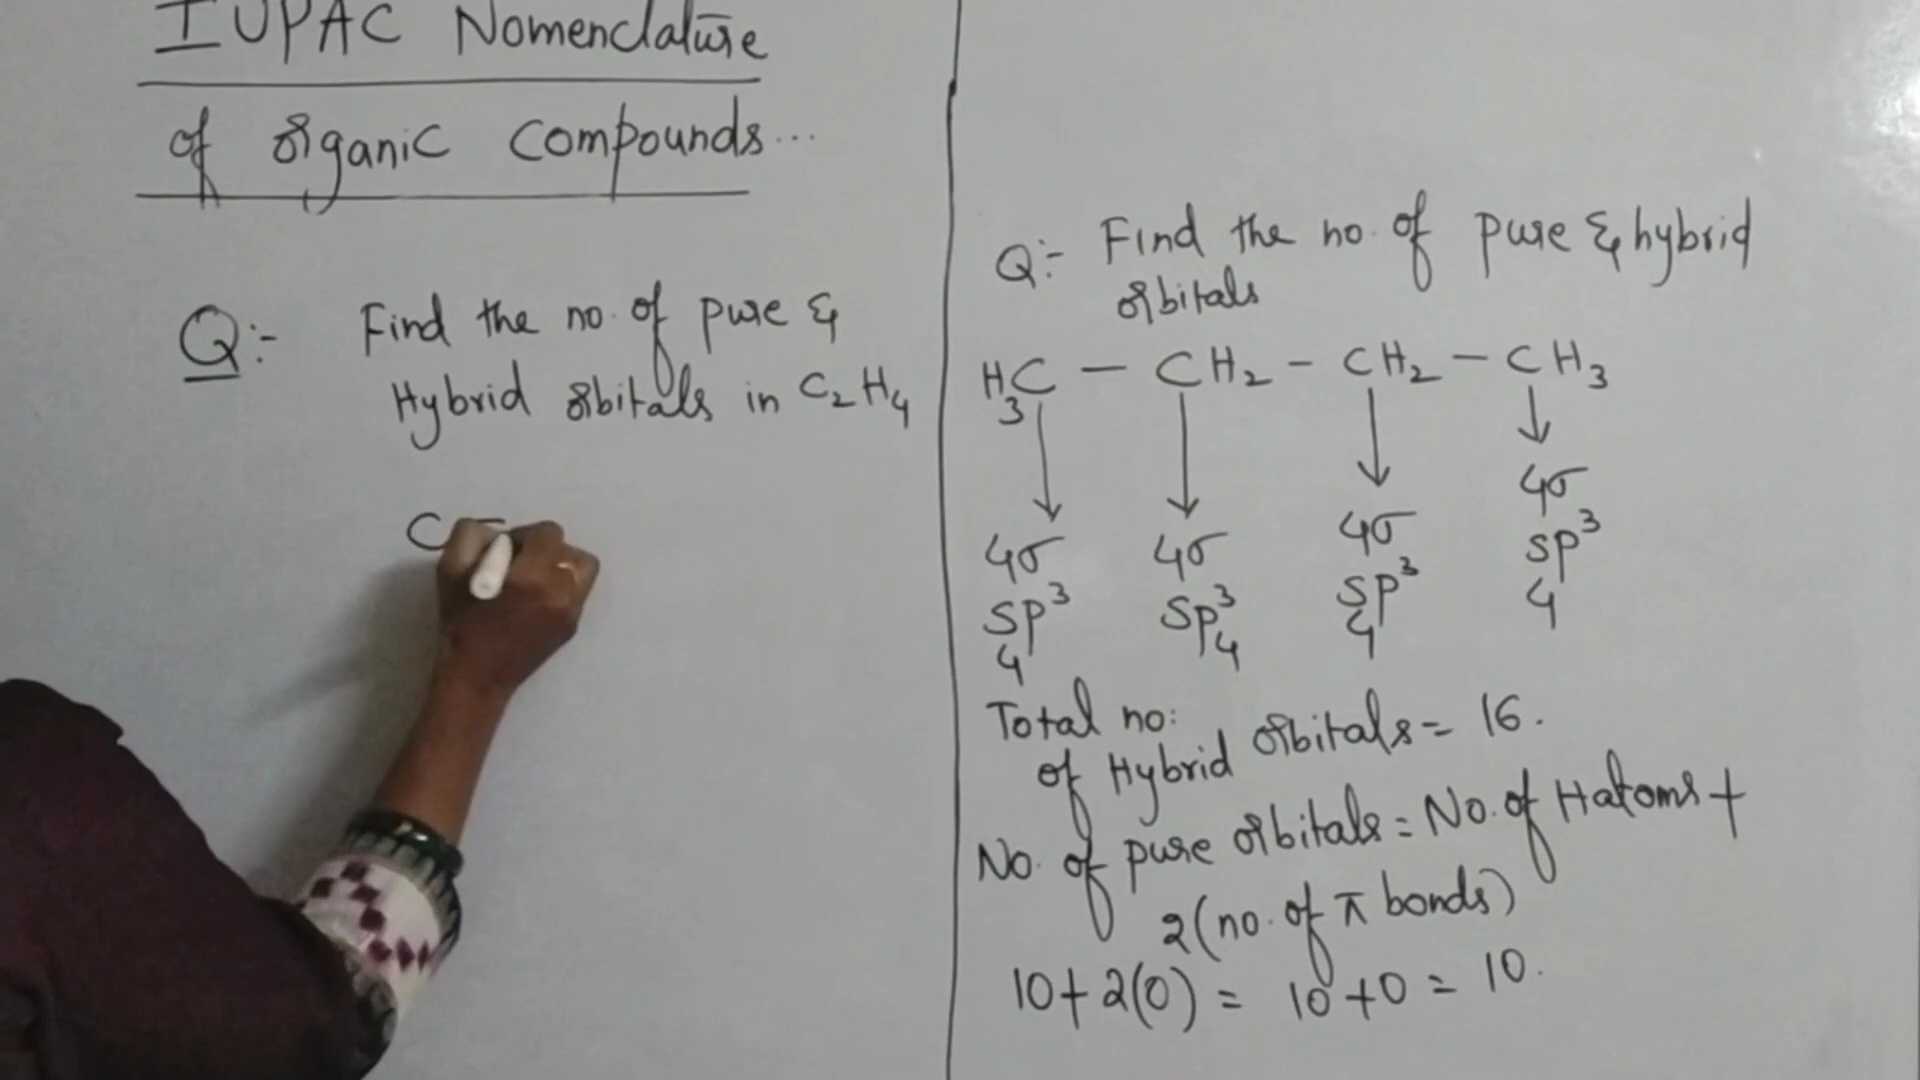 IUPAC Nomenclature
of organic compounds...
Q:- Find the no. of pure &
Hybrid orbitals in C₂H₄
C
Q:- Find the no. of pure & hybrid
orbitals
H₃C - CH₂ - CH₂ - CH₃
4σ 4σ 4σ 4σ
sp³ sp³ sp³ sp³
4 4 4 4
Total no:
of Hybrid orbitals = 16.
No. of pure orbitals = No. of H atoms +
2(no. of π bonds)
10+2(0) = 10+0 = 10.